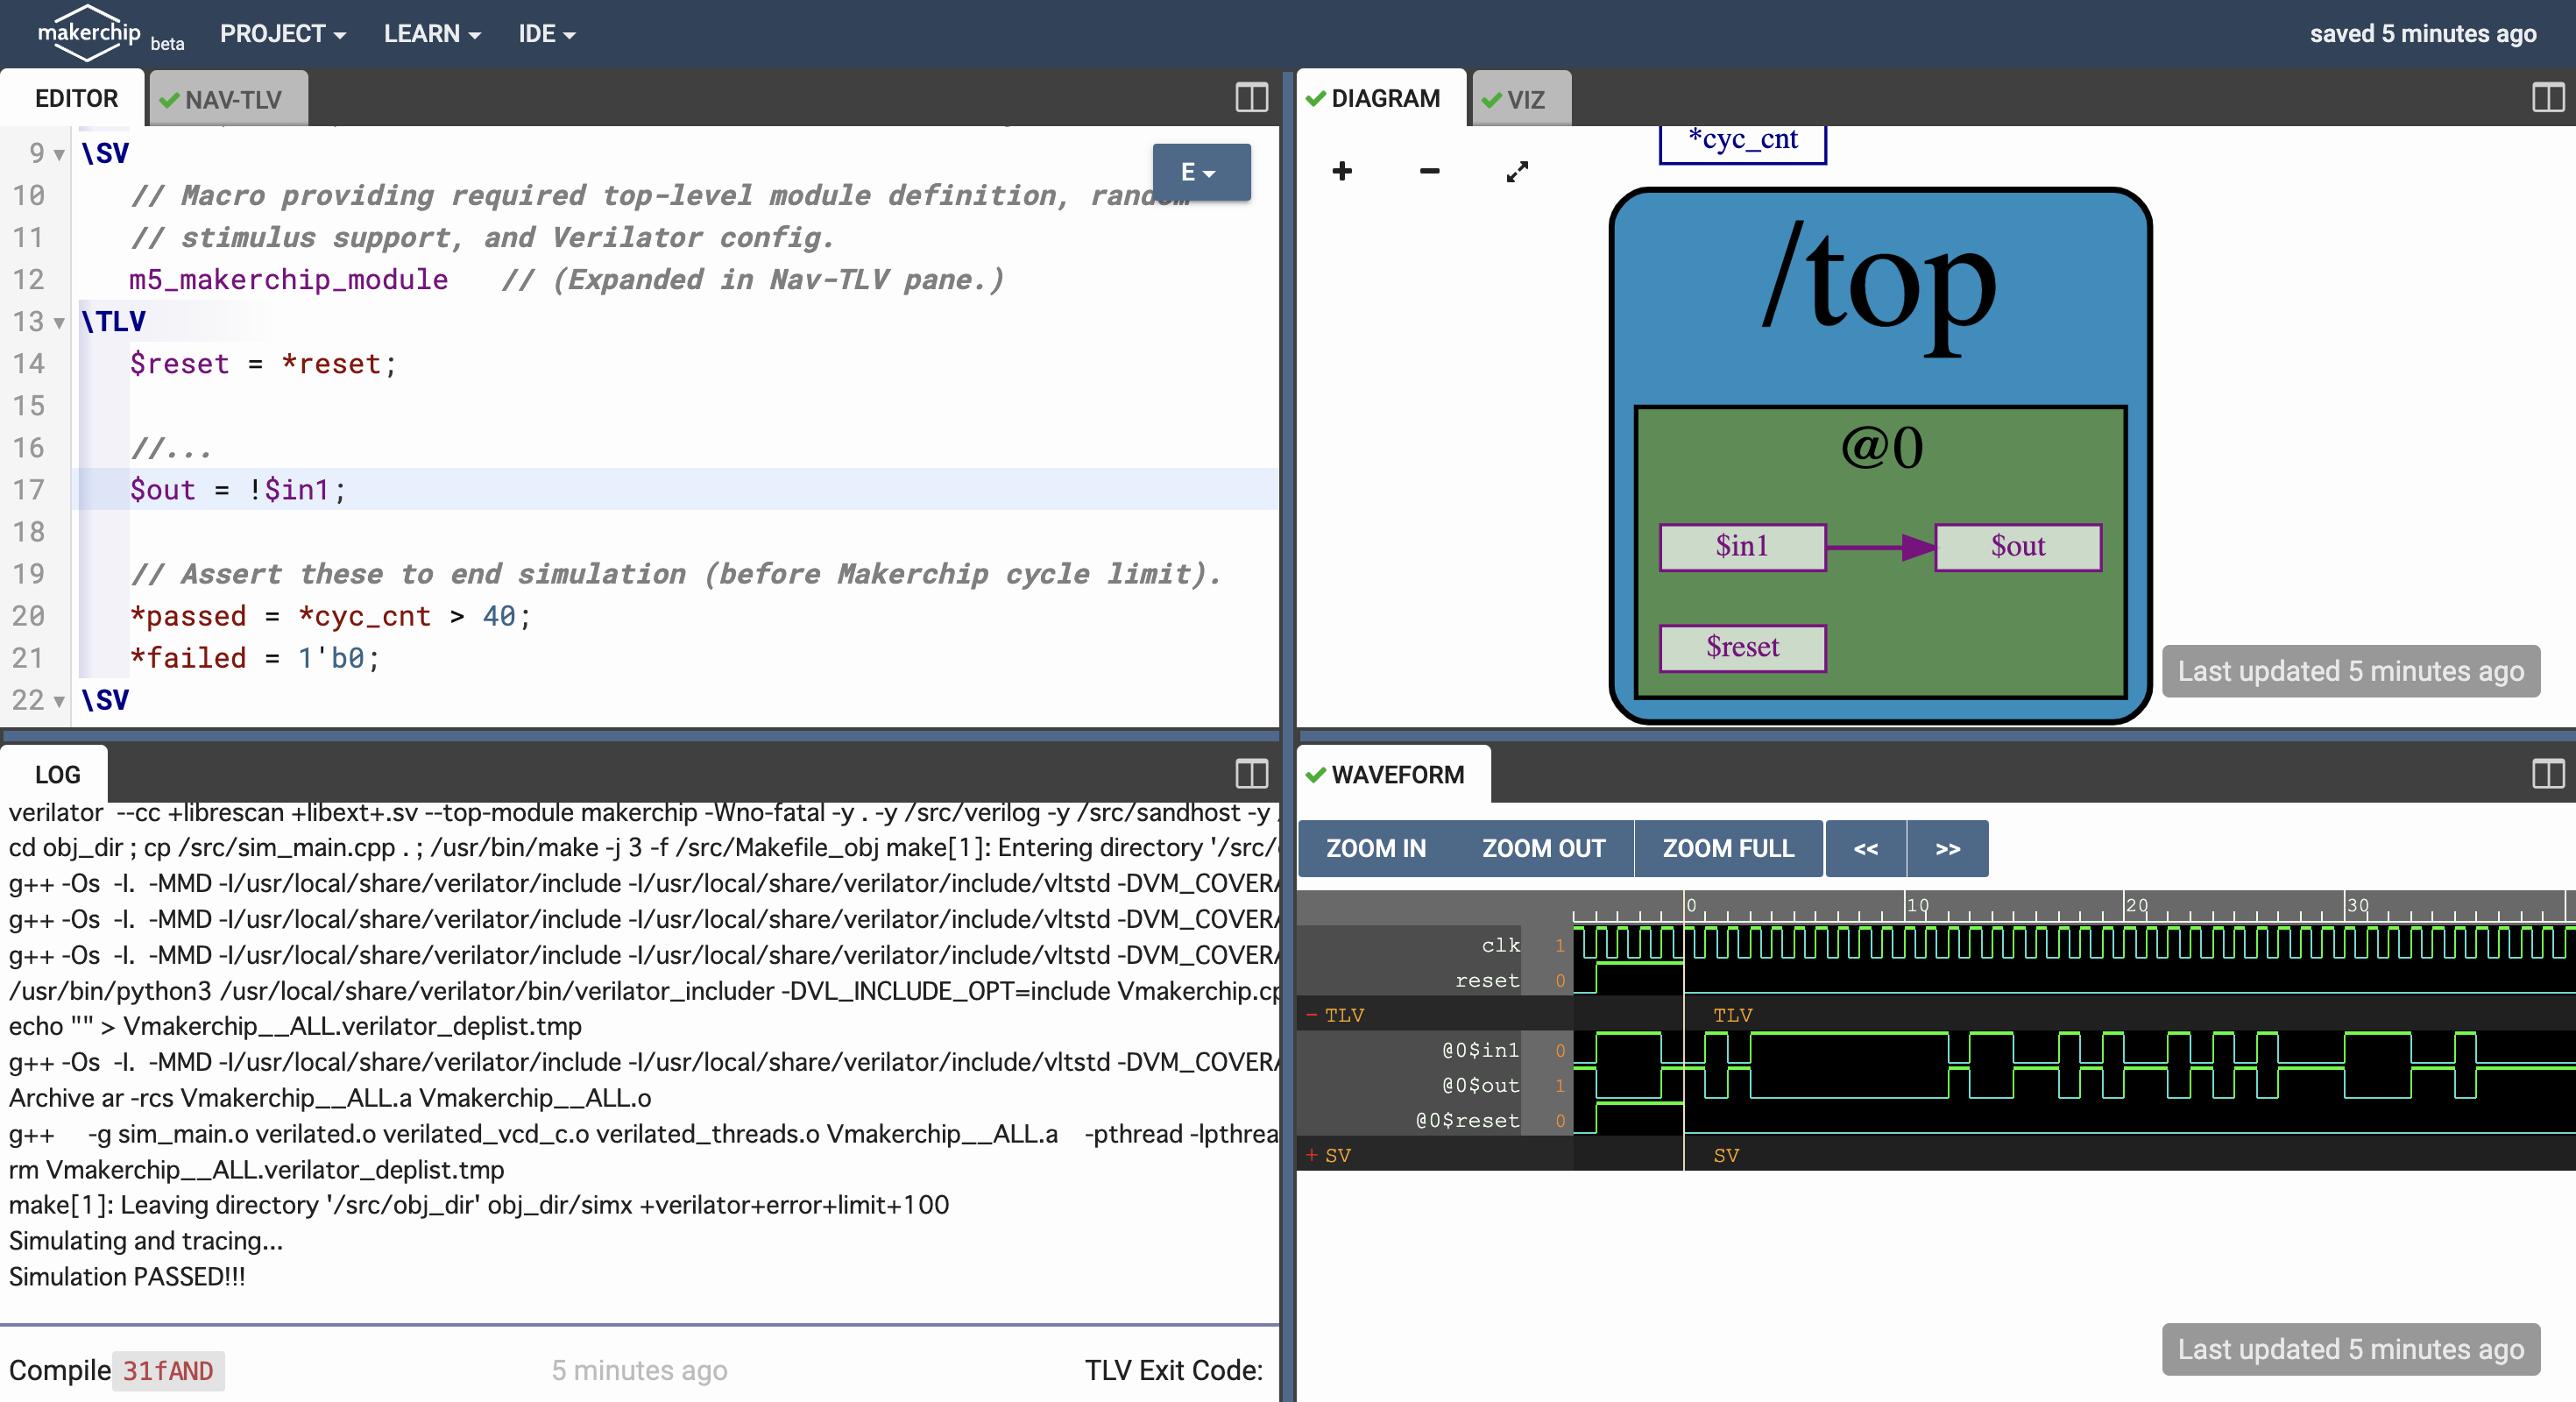 makerchip beta PROJECT LEARN IDE saved 5 minutes ago
EDITOR NAV-TLV
9 \SV
10 // Macro providing required top-level module definition, random
11 // stimulus support, and Verilator config.
12 m5_makerchip_module // (Expanded in Nav-TLV pane.)
13 \TLV
14 $reset = *reset;
15
16 //...
17 $out = !$in1;
18
19 // Assert these to end simulation (before Makerchip cycle limit).
20 *passed = *cyc_cnt > 40;
21 *failed = 1'b0;
22 \SV
E
DIAGRAM VIZ
*cyc_cnt
/top
@0
$in1 $out
$reset
Last updated 5 minutes ago
LOG
verilator --cc +librescan +libext+.sv --top-module makerchip -Wno-fatal -y . -y /src/verilog -y /src/sandhost -y
cd obj_dir ; cp /src/sim_main.cpp . ; /usr/bin/make -j 3 -f /src/Makefile_obj make[1]: Entering directory '/src/
g++ -Os -I. -MMD -I/usr/local/share/verilator/include -I/usr/local/share/verilator/include/vltstd -DVM_COVERA
g++ -Os -I. -MMD -I/usr/local/share/verilator/include -I/usr/local/share/verilator/include/vltstd -DVM_COVERA
g++ -Os -I. -MMD -I/usr/local/share/verilator/include -I/usr/local/share/verilator/include/vltstd -DVM_COVERA
/usr/bin/python3 /usr/local/share/verilator/bin/verilator_includer -DVL_INCLUDE_OPT=include Vmakerchip.cp
echo "" > Vmakerchip__ALL.verilator_deplist.tmp
g++ -Os -I. -MMD -I/usr/local/share/verilator/include -I/usr/local/share/verilator/include/vltstd -DVM_COVERA
Archive ar -rcs Vmakerchip__ALL.a Vmakerchip__ALL.o
g++ -g sim_main.o verilated.o verilated_vcd_c.o verilated_threads.o Vmakerchip__ALL.a -pthread -lpthrea
rm Vmakerchip__ALL.verilator_deplist.tmp
make[1]: Leaving directory '/src/obj_dir' obj_dir/simx +verilator+error+limit+100
Simulating and tracing...
Simulation PASSED!!!
Compile 31fAND 5 minutes ago TLV Exit Code:
WAVEFORM
ZOOM IN ZOOM OUT ZOOM FULL << >>
0 10 20 30
clk 1
reset 0
- TLV TLV
@0$in1 0
@0$out 1
@0$reset 0
+ SV SV
Last updated 5 minutes ago